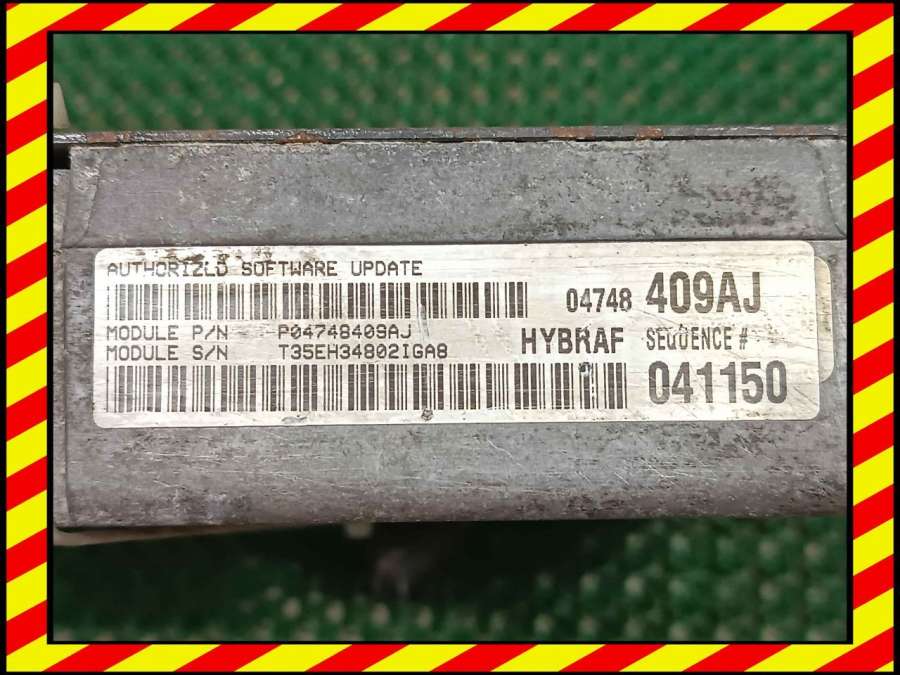 AUTHORIZED SOFTWARE UPDATE
04748 409AJ
MODULE P/N P04748409AJ
MODULE S/N T35EH34802IGA8
HYBRAF SEQUENCE #
041150